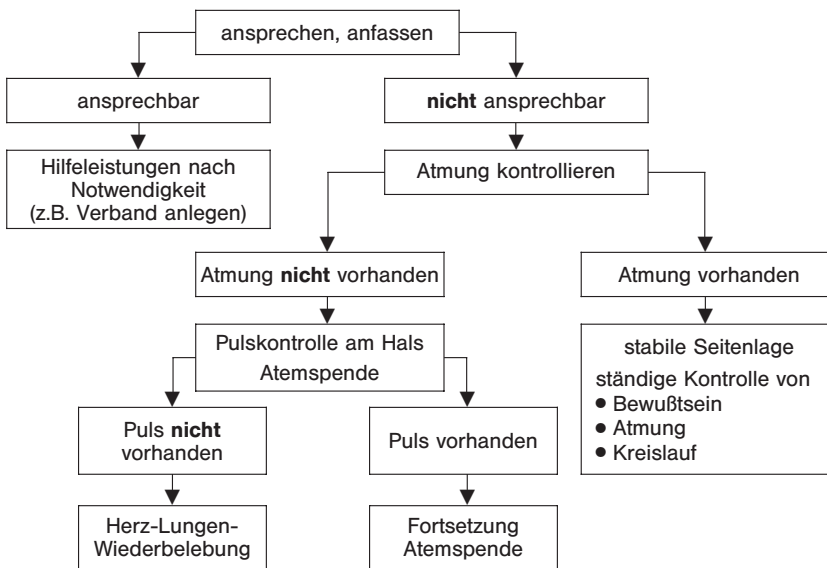 ansprechen, anfassen
ansprechbar
nicht ansprechbar
Hilfeleistungen nach
Notwendigkeit
(z.B. Verband anlegen)
Atmung kontrollieren
Atmung nicht vorhanden
Atmung vorhanden
Pulskontrolle am Hals
Atemspende
stabile Seitenlage
ständige Kontrolle von
● Bewußtsein
● Atmung
● Kreislauf
Puls nicht
vorhanden
Puls vorhanden
Herz-Lungen-
Wiederbelebung
Fortsetzung
Atemspende